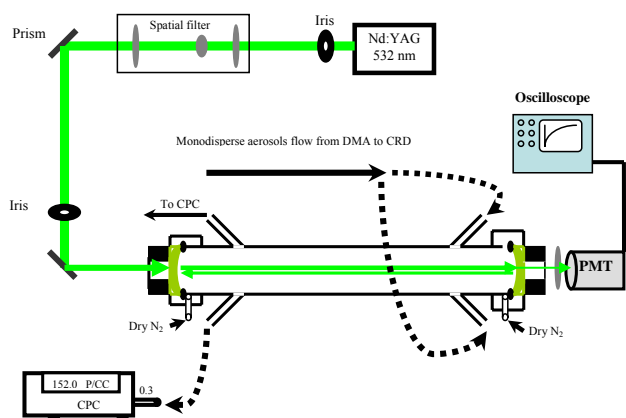 Spatial filter
Iris
Prism
Nd:YAG
532 nm
Oscilloscope
Monodisperse aerosols flow from DMA to CRD
Iris
To CPC
PMT
Dry N₂
Dry N₂
152.0 P/CC
0.3
CPC